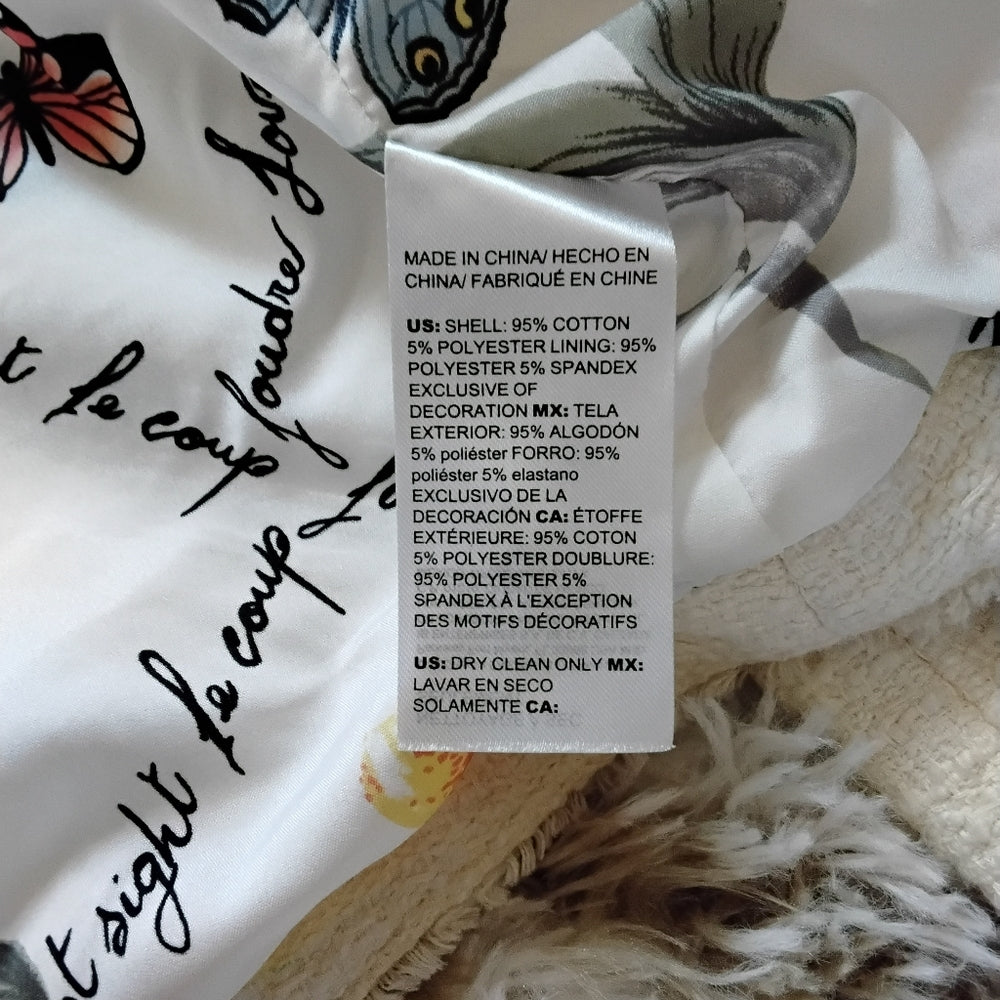 MADE IN CHINA/ HECHO EN
CHINA/ FABRIQUÉ EN CHINE
US: SHELL: 95% COTTON
5% POLYESTER LINING: 95%
POLYESTER 5% SPANDEX
EXCLUSIVE OF
DECORATION MX: TELA
EXTERIOR: 95% ALGODÓN
5% poliéster FORRO: 95%
poliéster 5% elastano
EXCLUSIVO DE LA
DECORACIÓN CA: ÉTOFFE
EXTÉRIEURE: 95% COTON
5% POLYESTER DOUBLURE:
95% POLYESTER 5%
SPANDEX À L'EXCEPTION
DES MOTIFS DÉCORATIFS
US: DRY CLEAN ONLY MX:
LAVAR EN SECO
SOLAMENTE CA:
le coup foudre love
sight le coup